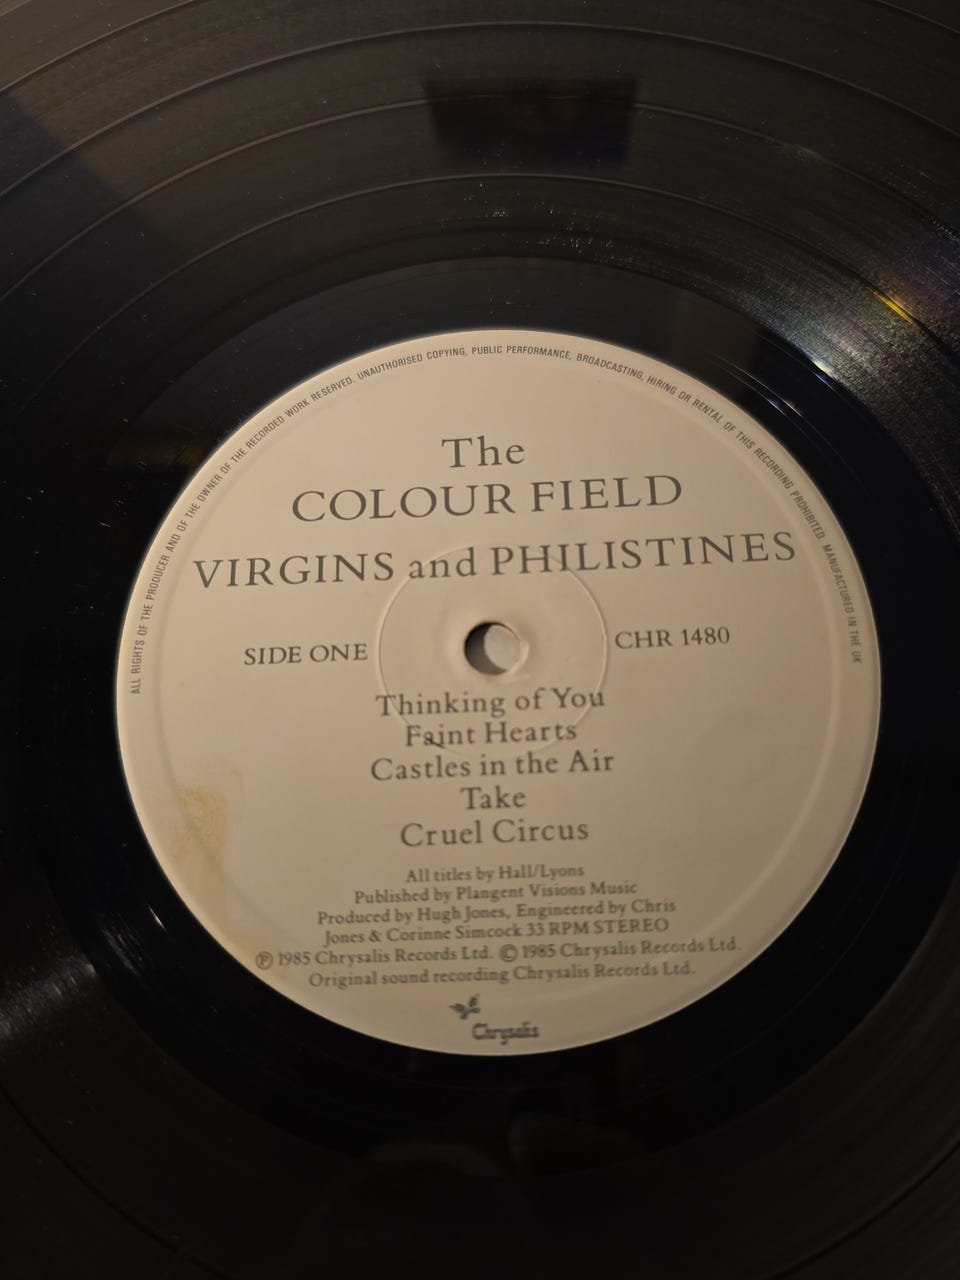 ALL RIGHTS OF THE PRODUCER AND OF THE OWNER OF THE RECORDED WORK RESERVED. UNAUTHORISED COPYING, PUBLIC PERFORMANCE, BROADCASTING, HIRING OR RENTAL OF THIS RECORDING PROHIBITED. MANUFACTURED IN THE UK
The
COLOUR FIELD
VIRGINS and PHILISTINES
SIDE ONE
CHR 1480
Thinking of You
Faint Hearts
Castles in the Air
Take
Cruel Circus
All titles by Hall/Lyons
Published by Plangent Visions Music
Produced by Hugh Jones, Engineered by Chris
Jones & Corinne Simcock 33 RPM STEREO
℗ 1985 Chrysalis Records Ltd. © 1985 Chrysalis Records Ltd.
Original sound recording Chrysalis Records Ltd.
Chrysalis